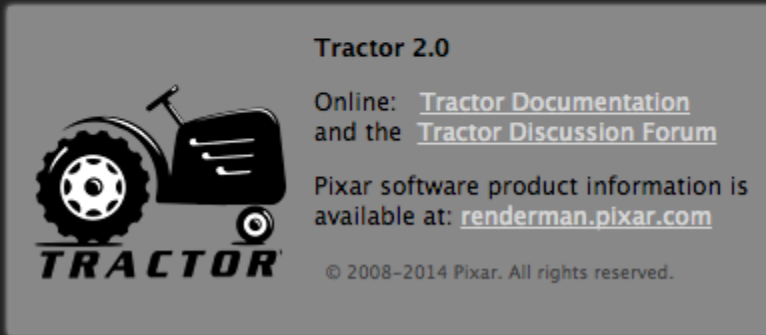 Tractor 2.0
Online: Tractor Documentation
and the Tractor Discussion Forum
Pixar software product information is
available at: renderman.pixar.com
TRACTOR
© 2008-2014 Pixar. All rights reserved.